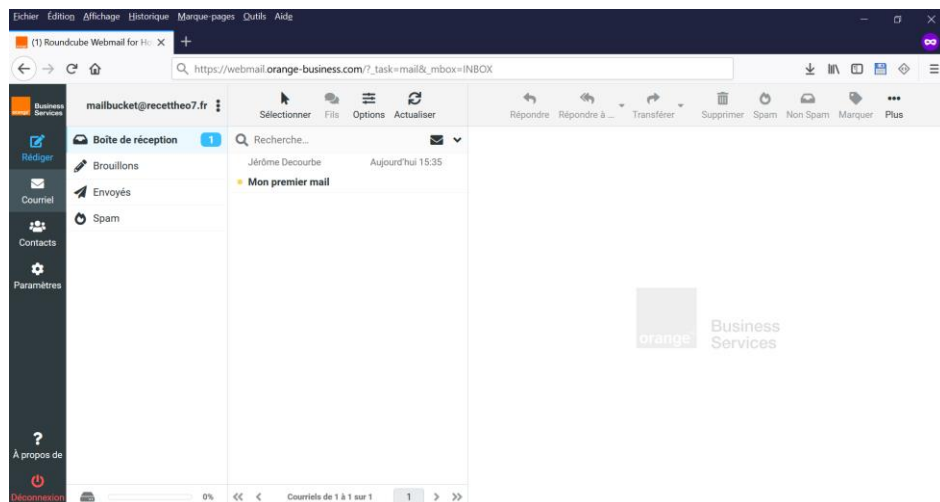 Fichier Édition Affichage Historique Marque-pages Outils Aide
(1) Roundcube Webmail for Ho
https://webmail.orange-business.com/?_task=mail&_mbox=INBOX
orange Business Services
mailbucket@recettheo7.fr
Sélectionner Fils Options Actualiser
Répondre Répondre à ... Transférer Supprimer Spam Non Spam Marquer Plus
Rédiger
Courriel
Contacts
Paramètres
À propos de
Déconnexion
Boîte de réception 1
Brouillons
Envoyés
Spam
0%
Recherche...
Jérôme Decourbe Aujourd'hui 15:35
Mon premier mail
Courriels de 1 à 1 sur 1 1
orange Business Services